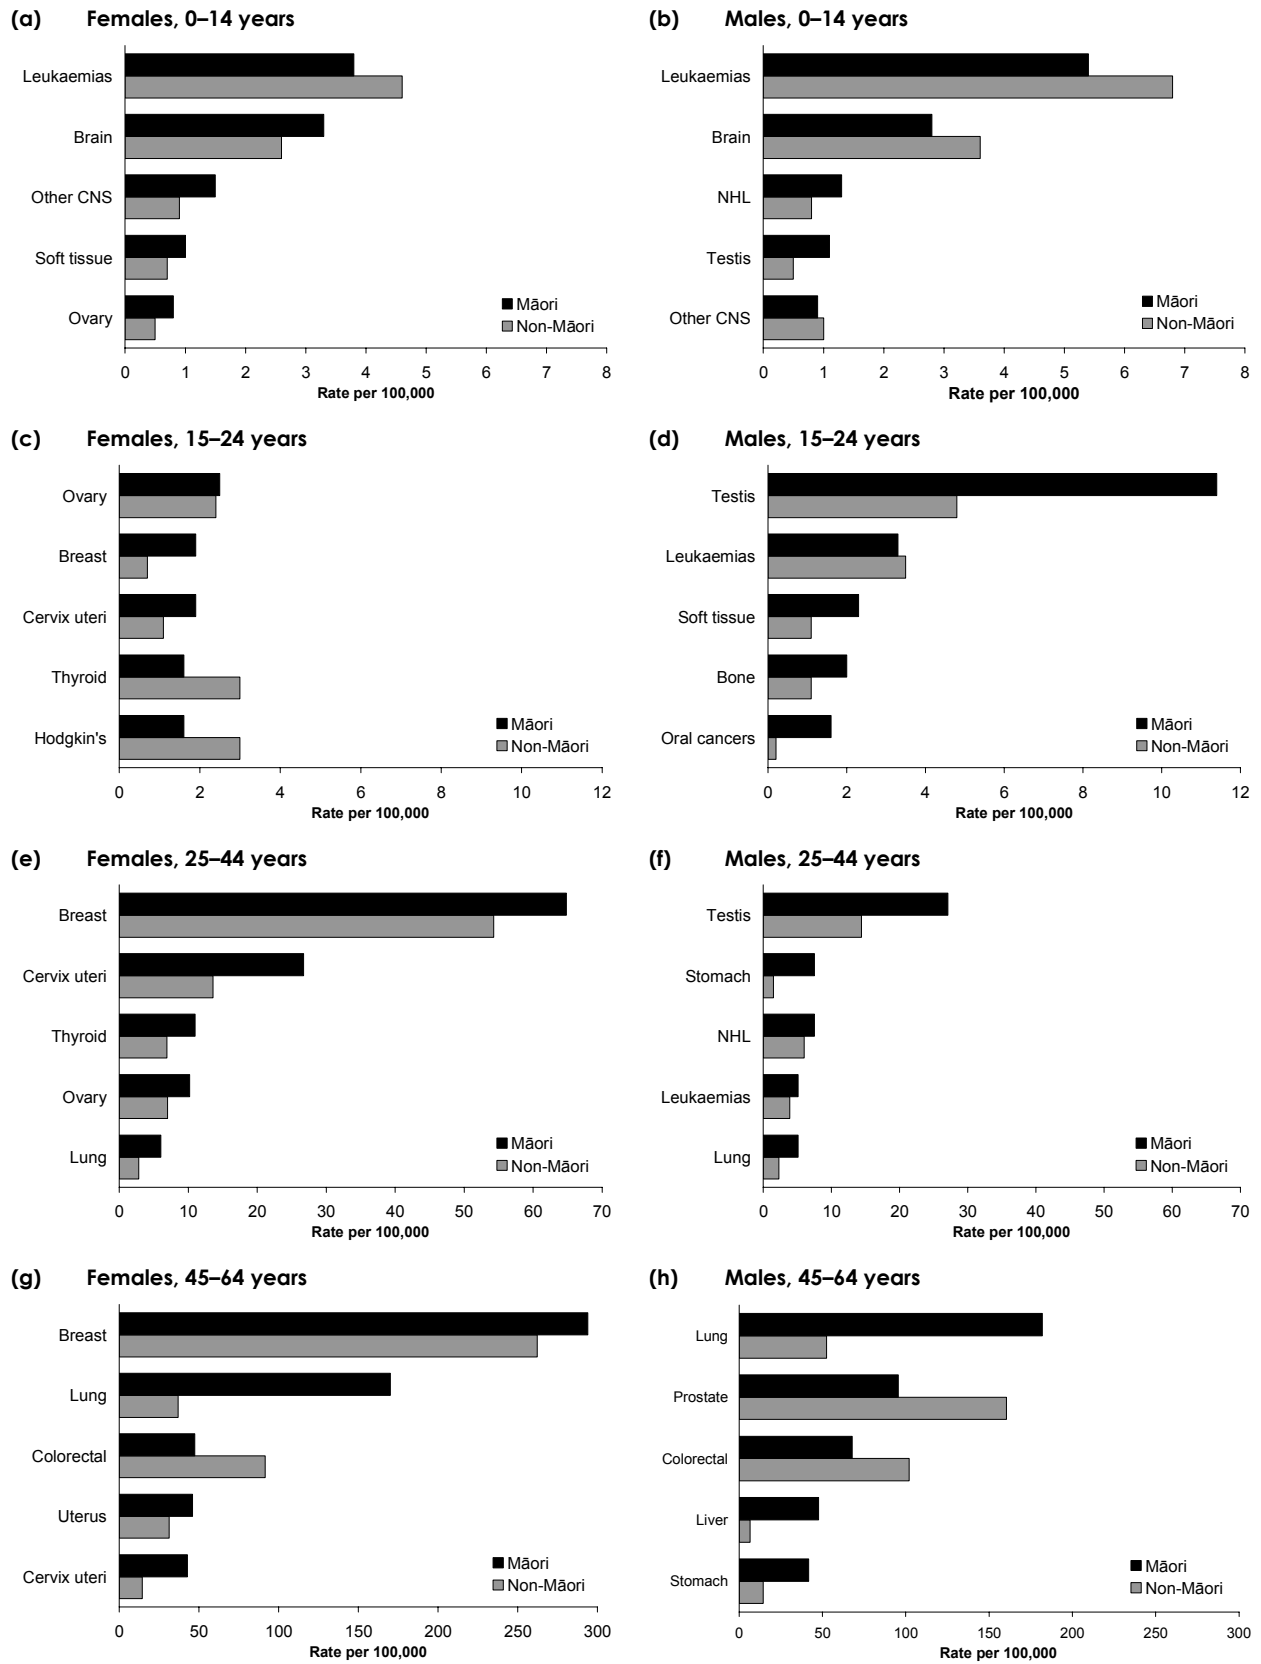 (a) Females, 0–14 years
Leukaemias
Brain
Other CNS
Soft tissue
Ovary
Māori
Non-Māori
0 1 2 3 4 5 6 7 8
Rate per 100,000
(b) Males, 0–14 years
Leukaemias
Brain
NHL
Testis
Other CNS
Māori
Non-Māori
0 1 2 3 4 5 6 7 8
Rate per 100,000
(c) Females, 15–24 years
Ovary
Breast
Cervix uteri
Thyroid
Hodgkin's
Māori
Non-Māori
0 2 4 6 8 10 12
Rate per 100,000
(d) Males, 15–24 years
Testis
Leukaemias
Soft tissue
Bone
Oral cancers
Māori
Non-Māori
0 2 4 6 8 10 12
Rate per 100,000
(e) Females, 25–44 years
Breast
Cervix uteri
Thyroid
Ovary
Lung
Māori
Non-Māori
0 10 20 30 40 50 60 70
Rate per 100,000
(f) Males, 25–44 years
Testis
Stomach
NHL
Leukaemias
Lung
Māori
Non-Māori
0 10 20 30 40 50 60 70
Rate per 100,000
(g) Females, 45–64 years
Breast
Lung
Colorectal
Uterus
Cervix uteri
Māori
Non-Māori
0 50 100 150 200 250 300
Rate per 100,000
(h) Males, 45–64 years
Lung
Prostate
Colorectal
Liver
Stomach
Māori
Non-Māori
0 50 100 150 200 250 300
Rate per 100,000